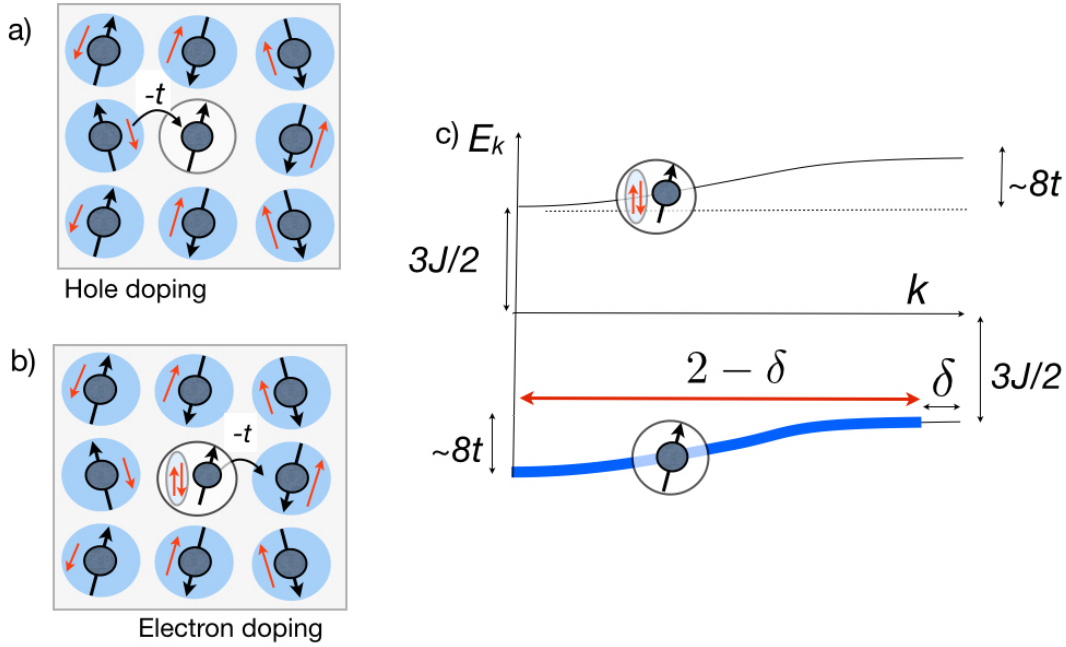 a)
-t
Hole doping
b)
-t
Electron doping
c) E_k
~8t
3J/2
k
2 − δ
δ
3J/2
~8t